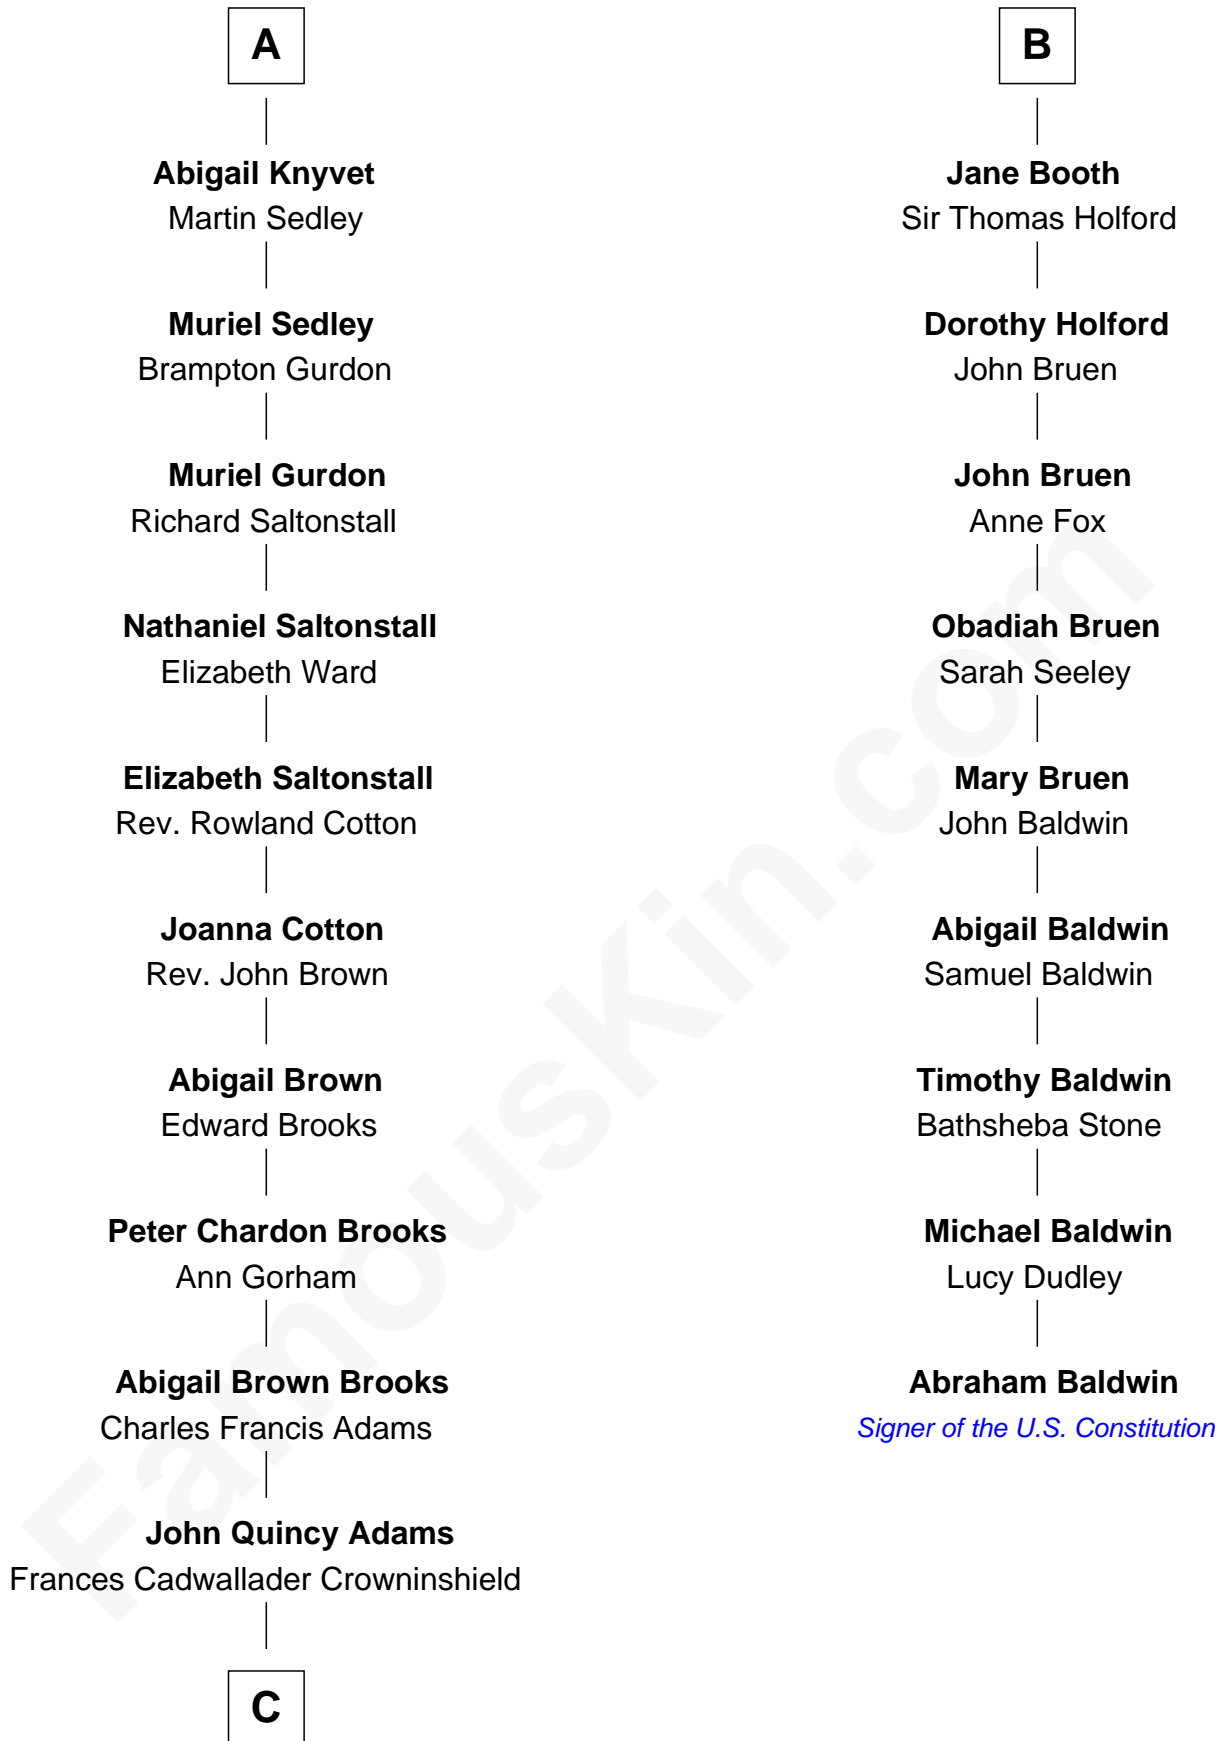 A
Abigail Knyvet
Martin Sedley
Muriel Sedley
Brampton Gurdon
Muriel Gurdon
Richard Saltonstall
Nathaniel Saltonstall
Elizabeth Ward
Elizabeth Saltonstall
Rev. Rowland Cotton
Joanna Cotton
Rev. John Brown
Abigail Brown
Edward Brooks
Peter Chardon Brooks
Ann Gorham
Abigail Brown Brooks
Charles Francis Adams
John Quincy Adams
Frances Cadwallader Crowninshield
C
B
Jane Booth
Sir Thomas Holford
Dorothy Holford
John Bruen
John Bruen
Anne Fox
Obadiah Bruen
Sarah Seeley
Mary Bruen
John Baldwin
Abigail Baldwin
Samuel Baldwin
Timothy Baldwin
Bathsheba Stone
Michael Baldwin
Lucy Dudley
Abraham Baldwin
Signer of the U.S. Constitution
FamousKin.com